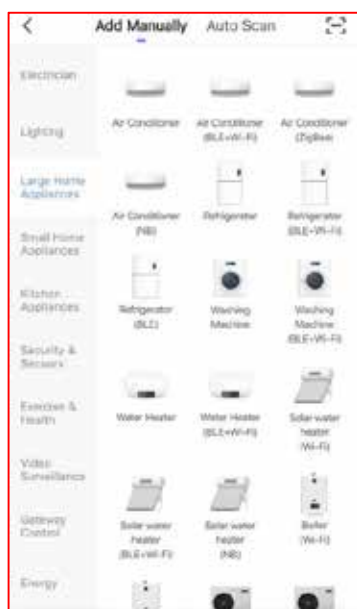 Add Manually Auto Scan
Electrician
Lighting
Large Home
Appliances
Small Home
Appliances
Kitchen
Appliances
Security &
Sensors
Exercise &
Health
Video
Surveillance
Gateway
Control
Energy
Air Conditioner
Air Conditioner
(BLE+Wi-Fi)
Air Conditioner
(ZigBee)
Air Conditioner
(NB)
Refrigerator
Refrigerator
(BLE+Wi-Fi)
Refrigerator
(BLE)
Washing
Machine
Washing
Machine
(BLE+Wi-Fi)
Water Heater
Water Heater
(BLE+Wi-Fi)
Solar water
heater
(Wi-Fi)
Solar water
heater
(BLE+Wi-Fi)
Solar water
heater
(NB)
Boiler
(Wi-Fi)